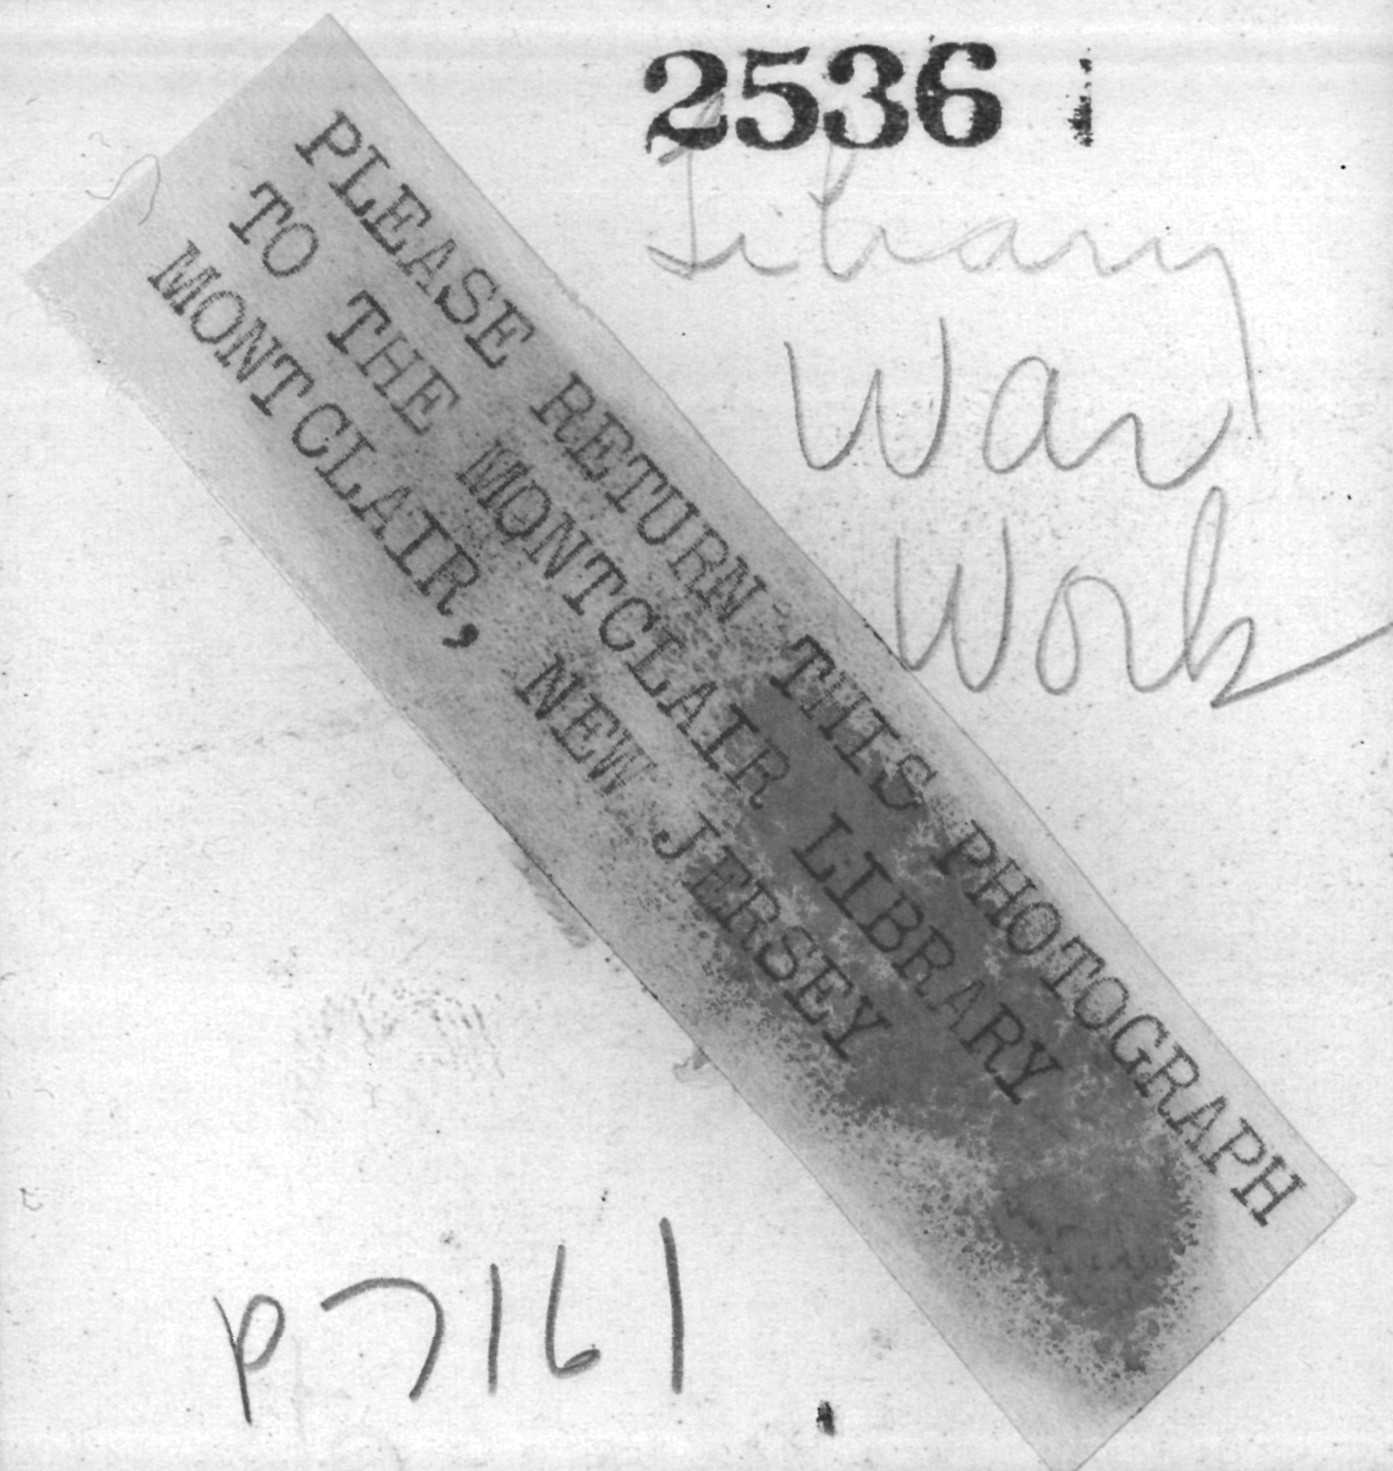 2536
Library
War
Work
PLEASE RETURN THIS PHOTOGRAPH
TO THE MONTCLAIR LIBRARY
MONTCLAIR, NEW JERSEY
P7161